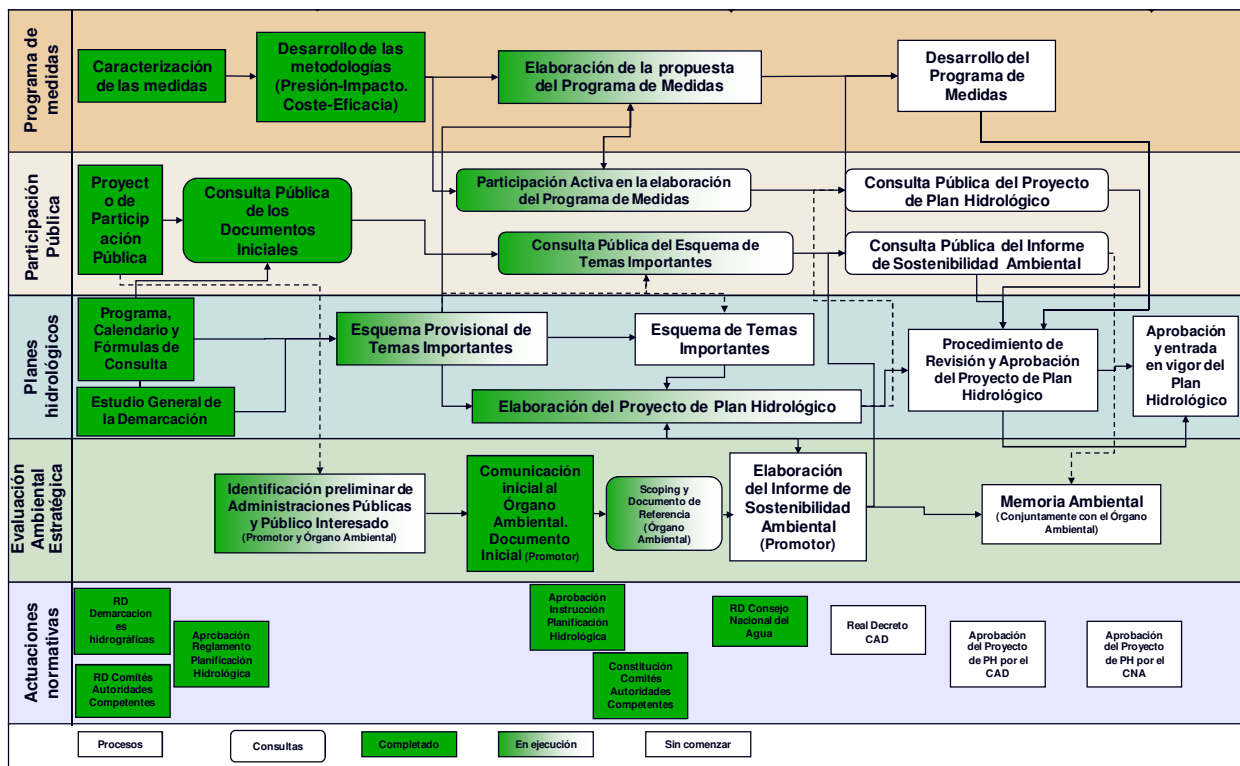 Programa de
medidas
Caracterización
de las medidas
Desarrollo de las
metodologías
(Presión-Impacto.
Coste-Eficacia)
Elaboración de la propuesta
del Programa de Medidas
Desarrollo del
Programa de
Medidas
Participación
Pública
Proyect
o de
Particip
ación
Pública
Consulta Pública
de los
Documentos
Iniciales
Participación Activa en la elaboración
del Programa de Medidas
Consulta Pública del Proyecto
de Plan Hidrológico
Consulta Pública del Esquema de
Temas Importantes
Consulta Pública del Informe
de Sostenibilidad Ambiental
Planes
hidrológicos
Programa,
Calendario y
Fórmulas de
Consulta
Estudio General de
la Demarcación
Esquema Provisional de
Temas Importantes
Esquema de Temas
Importantes
Elaboración del Proyecto de Plan Hidrológico
Procedimiento de
Revisión y Aprobación
del Proyecto de Plan
Hidrológico
Aprobación
y entrada
en vigor del
Plan
Hidrológico
Evaluación
Ambiental
Estratégica
Identificación preliminar de
Administraciones Públicas
y Público Interesado
(Promotor y Órgano Ambiental)
Comunicación
inicial al
Órgano
Ambiental.
Documento
Inicial (Promotor)
Scoping y
Documento de
Referencia
(Órgano
Ambiental)
Elaboración
del Informe de
Sostenibilidad
Ambiental
(Promotor)
Memoria Ambiental
(Conjuntamente con el Órgano
Ambiental)
Actuaciones
normativas
RD
Demarcacion
es
hidrográficas
RD Comités
Autoridades
Competentes
Aprobación
Reglamento
Planificación
Hidrológica
Aprobación
Instrucción
Planificación
Hidrológica
Constitución
Comités
Autoridades
Competentes
RD Consejo
Nacional del
Agua
Real Decreto
CAD
Aprobación
del Proyecto
de PH por el
CAD
Aprobación
del Proyecto
de PH por el
CNA
Procesos
Consultas
Completado
En ejecución
Sin comenzar